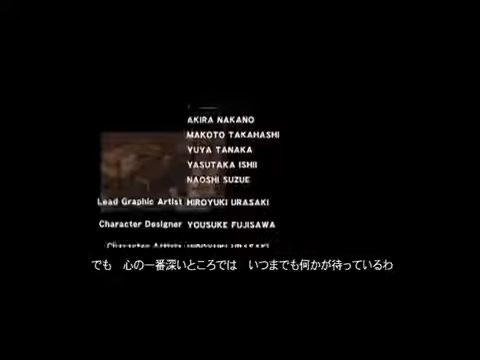 AKIRA NAKANO
MAKOTO TAKAHASHI
YUYA TANAKA
YASUTAKA ISHII
NAOSHI SUZUE
Lead Graphic Artist HIROYUKI URASAKI
Character Designer YOUSUKE FUJISAWA
でも 心の一番深いところでは いつまでも何かが待っているわ